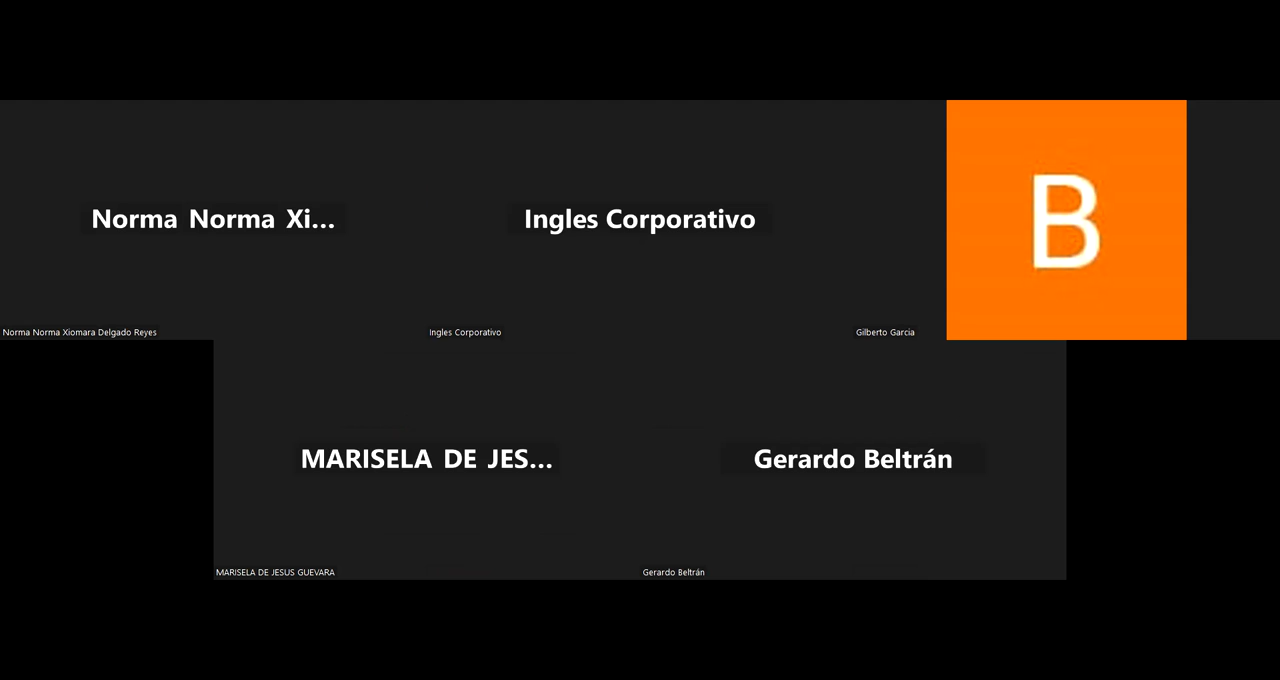 Norma Norma Xi...
Ingles Corporativo
B
Norma Norma Xiomara Delgado Reyes
Ingles Corporativo
Gilberto Garcia
MARISELA DE JES...
Gerardo Beltrán
MARISELA DE JESUS GUEVARA
Gerardo Beltrán